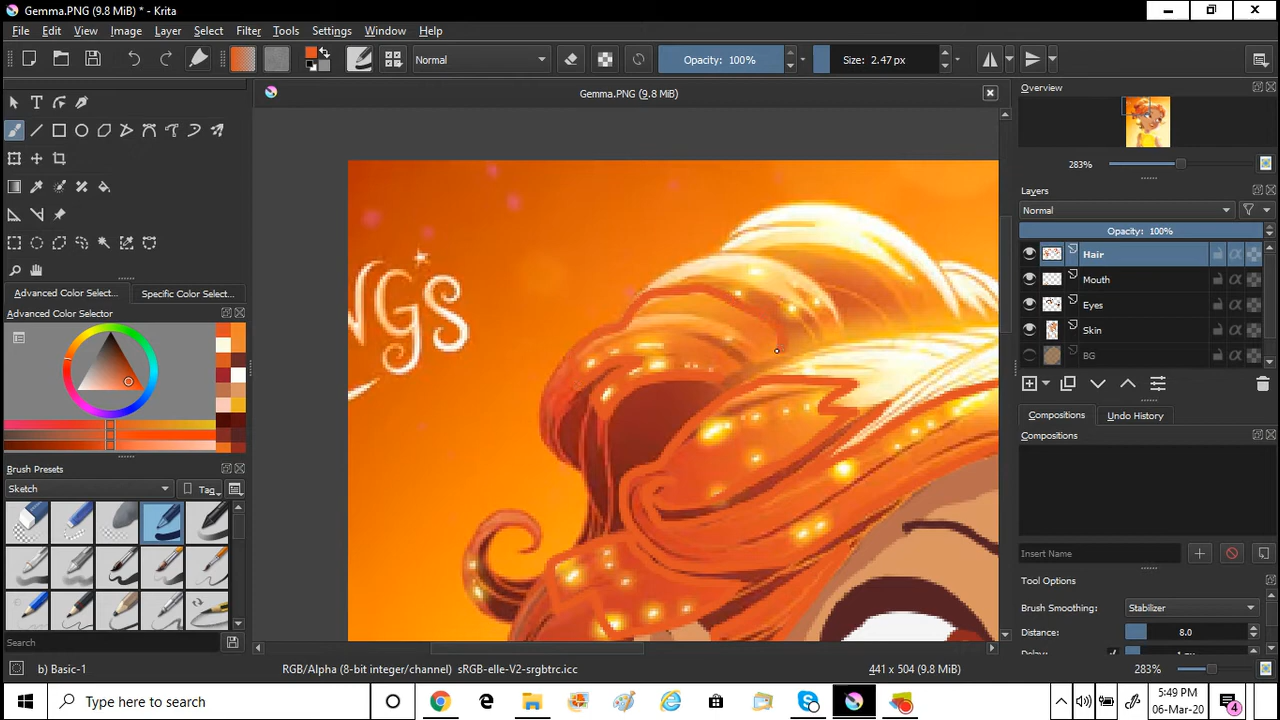 Gemma.PNG (9.8 MiB) * - Krita
File Edit View Image Layer Select Filter Tools Settings Window Help
Normal
Opacity: 100%
Size: 2.47 px
Gemma.PNG (9.8 MiB)
Overview
283%
Layers
Normal
Opacity: 100%
Hair
Mouth
Eyes
Skin
BG
Compositions
Undo History
Compositions
Insert Name
Tool Options
Brush Smoothing: Stabilizer
Distance: 8.0
Delay: 1 px
Advanced Color Select...
Specific Color Select...
Advanced Color Selector
Brush Presets
Sketch
Tag
Search
NGS
b) Basic-1
RGB/Alpha (8-bit integer/channel) sRGB-elle-V2-srgbtrc.icc
441 x 504 (9.8 MiB)
283%
Type here to search
5:49 PM
06-Mar-20
4